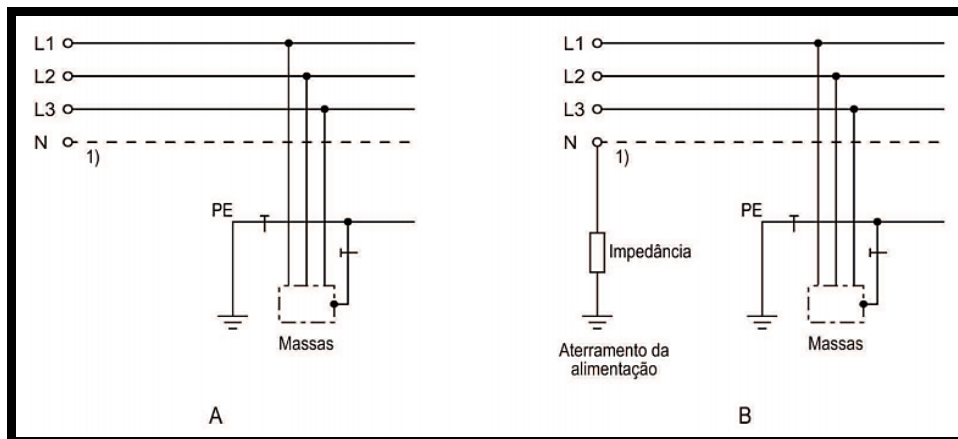 L1
L2
L3
N
1)
PE
Massas
A
L1
L2
L3
N
1)
PE
Impedância
Massas
Aterramento da
alimentação
B